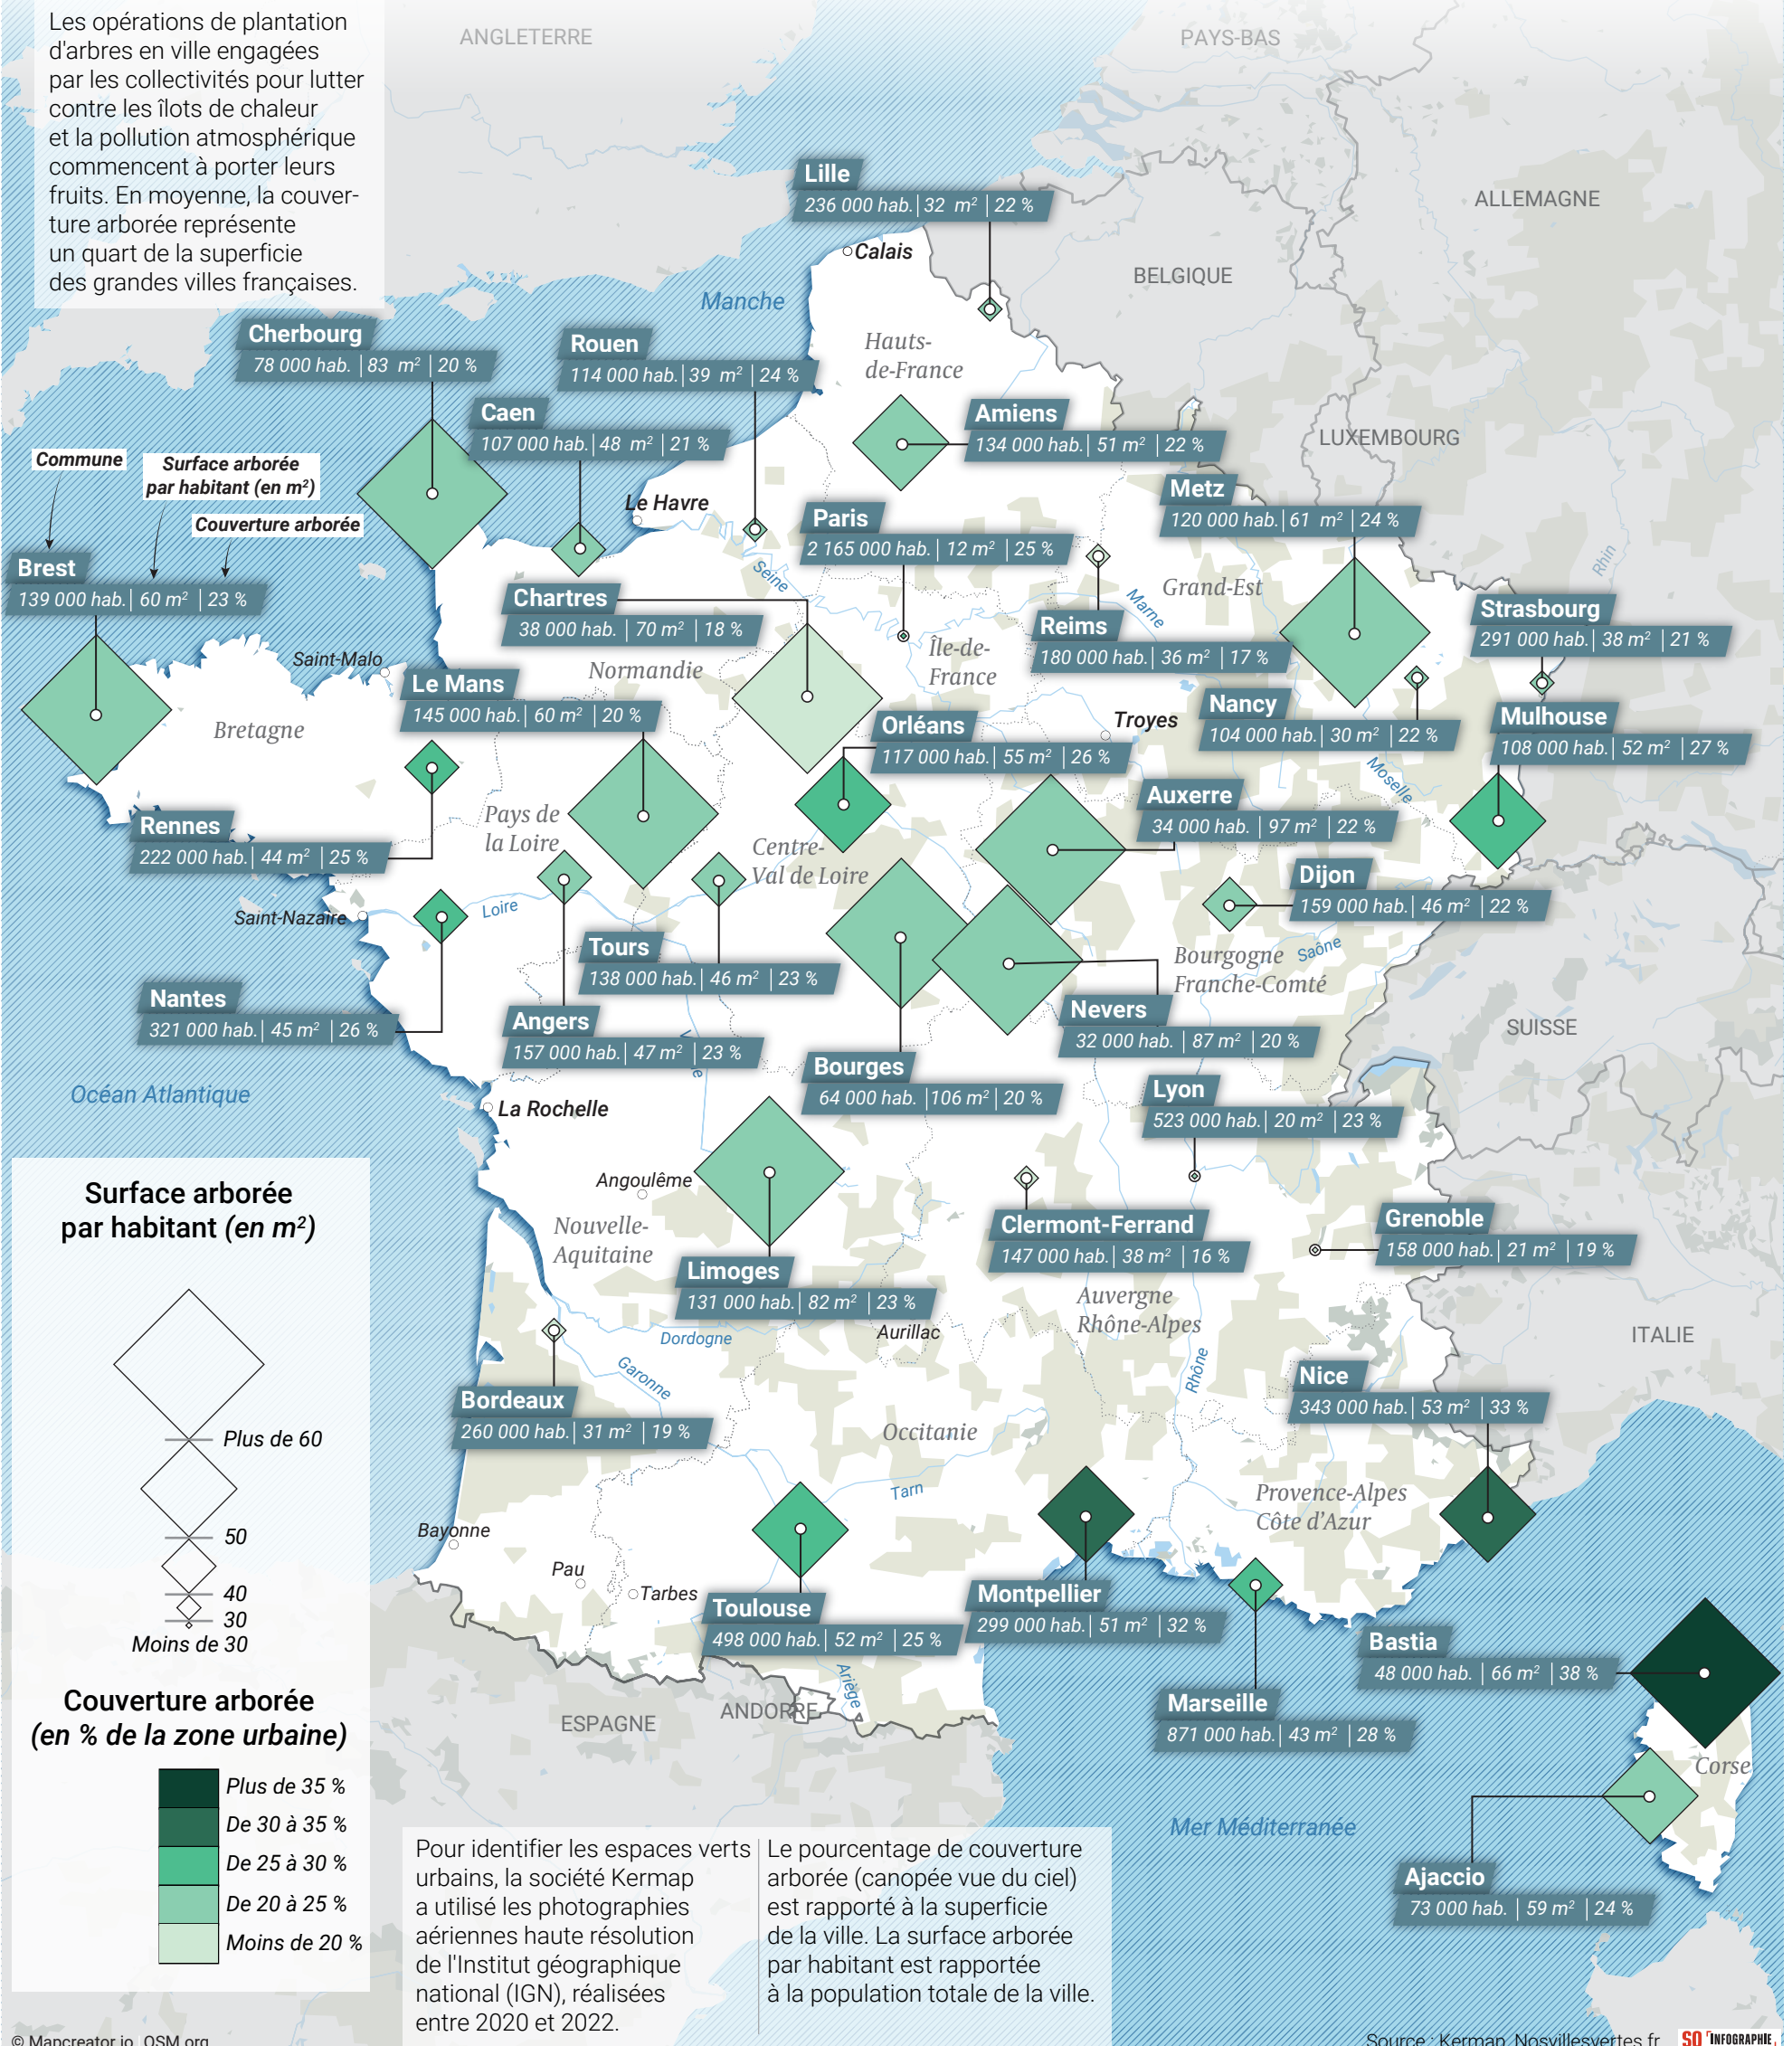 Les opérations de plantation
d'arbres en ville engagées
par les collectivités pour lutter
contre les îlots de chaleur
et la pollution atmosphérique
commencent à porter leurs
fruits. En moyenne, la couver-
ture arborée représente
un quart de la superficie
des grandes villes françaises.
ANGLETERRE
PAYS-BAS
ALLEMAGNE
BELGIQUE
LUXEMBOURG
SUISSE
ITALIE
ESPAGNE
ANDORRE
Manche
Océan Atlantique
Mer Méditerranée
Lille
236 000 hab. | 32 m² | 22 %
Calais
Hauts-
de-France
Cherbourg
78 000 hab. | 83 m² | 20 %
Rouen
114 000 hab. | 39 m² | 24 %
Caen
107 000 hab. | 48 m² | 21 %
Amiens
134 000 hab. | 51 m² | 22 %
Commune
Surface arborée
par habitant (en m²)
Couverture arborée
Brest
139 000 hab. | 60 m² | 23 %
Le Havre
Paris
2 165 000 hab. | 12 m² | 25 %
Metz
120 000 hab. | 61 m² | 24 %
Seine
Marne
Rhin
Grand-Est
Chartres
38 000 hab. | 70 m² | 18 %
Reims
180 000 hab. | 36 m² | 17 %
Strasbourg
291 000 hab. | 38 m² | 21 %
Île-de-
France
Saint-Malo
Normandie
Bretagne
Le Mans
145 000 hab. | 60 m² | 20 %
Orléans
117 000 hab. | 55 m² | 26 %
Troyes
Nancy
104 000 hab. | 30 m² | 22 %
Mulhouse
108 000 hab. | 52 m² | 27 %
Moselle
Rennes
222 000 hab. | 44 m² | 25 %
Pays de
la Loire
Centre-
Val de Loire
Auxerre
34 000 hab. | 97 m² | 22 %
Dijon
159 000 hab. | 46 m² | 22 %
Saint-Nazaire
Loire
Tours
138 000 hab. | 46 m² | 23 %
Bourgogne
Franche-Comté
Saône
Nantes
321 000 hab. | 45 m² | 26 %
Angers
157 000 hab. | 47 m² | 23 %
Nevers
32 000 hab. | 87 m² | 20 %
Bourges
64 000 hab. | 106 m² | 20 %
Lyon
523 000 hab. | 20 m² | 23 %
La Rochelle
Angoulême
Nouvelle-
Aquitaine
Clermont-Ferrand
147 000 hab. | 38 m² | 16 %
Grenoble
158 000 hab. | 21 m² | 19 %
Limoges
131 000 hab. | 82 m² | 23 %
Auvergne
Rhône-Alpes
Aurillac
Dordogne
Garonne
Rhône
Bordeaux
260 000 hab. | 31 m² | 19 %
Nice
343 000 hab. | 53 m² | 33 %
Occitanie
Tarn
Provence-Alpes
Côte d'Azur
Bayonne
Pau
Tarbes
Toulouse
498 000 hab. | 52 m² | 25 %
Ariège
Montpellier
299 000 hab. | 51 m² | 32 %
Marseille
871 000 hab. | 43 m² | 28 %
Bastia
48 000 hab. | 66 m² | 38 %
Corse
Ajaccio
73 000 hab. | 59 m² | 24 %
Surface arborée
par habitant (en m²)
Plus de 60
50
40
30
Moins de 30
Couverture arborée
(en % de la zone urbaine)
Plus de 35 %
De 30 à 35 %
De 25 à 30 %
De 20 à 25 %
Moins de 20 %
Pour identifier les espaces verts
urbains, la société Kermap
a utilisé les photographies
aériennes haute résolution
de l'Institut géographique
national (IGN), réalisées
entre 2020 et 2022.
Le pourcentage de couverture
arborée (canopée vue du ciel)
est rapporté à la superficie
de la ville. La surface arborée
par habitant est rapportée
à la population totale de la ville.
© Mapcreator.io, OSM.org
Source : Kermap, Nosvillesvertes.fr
SO INFOGRAPHIE